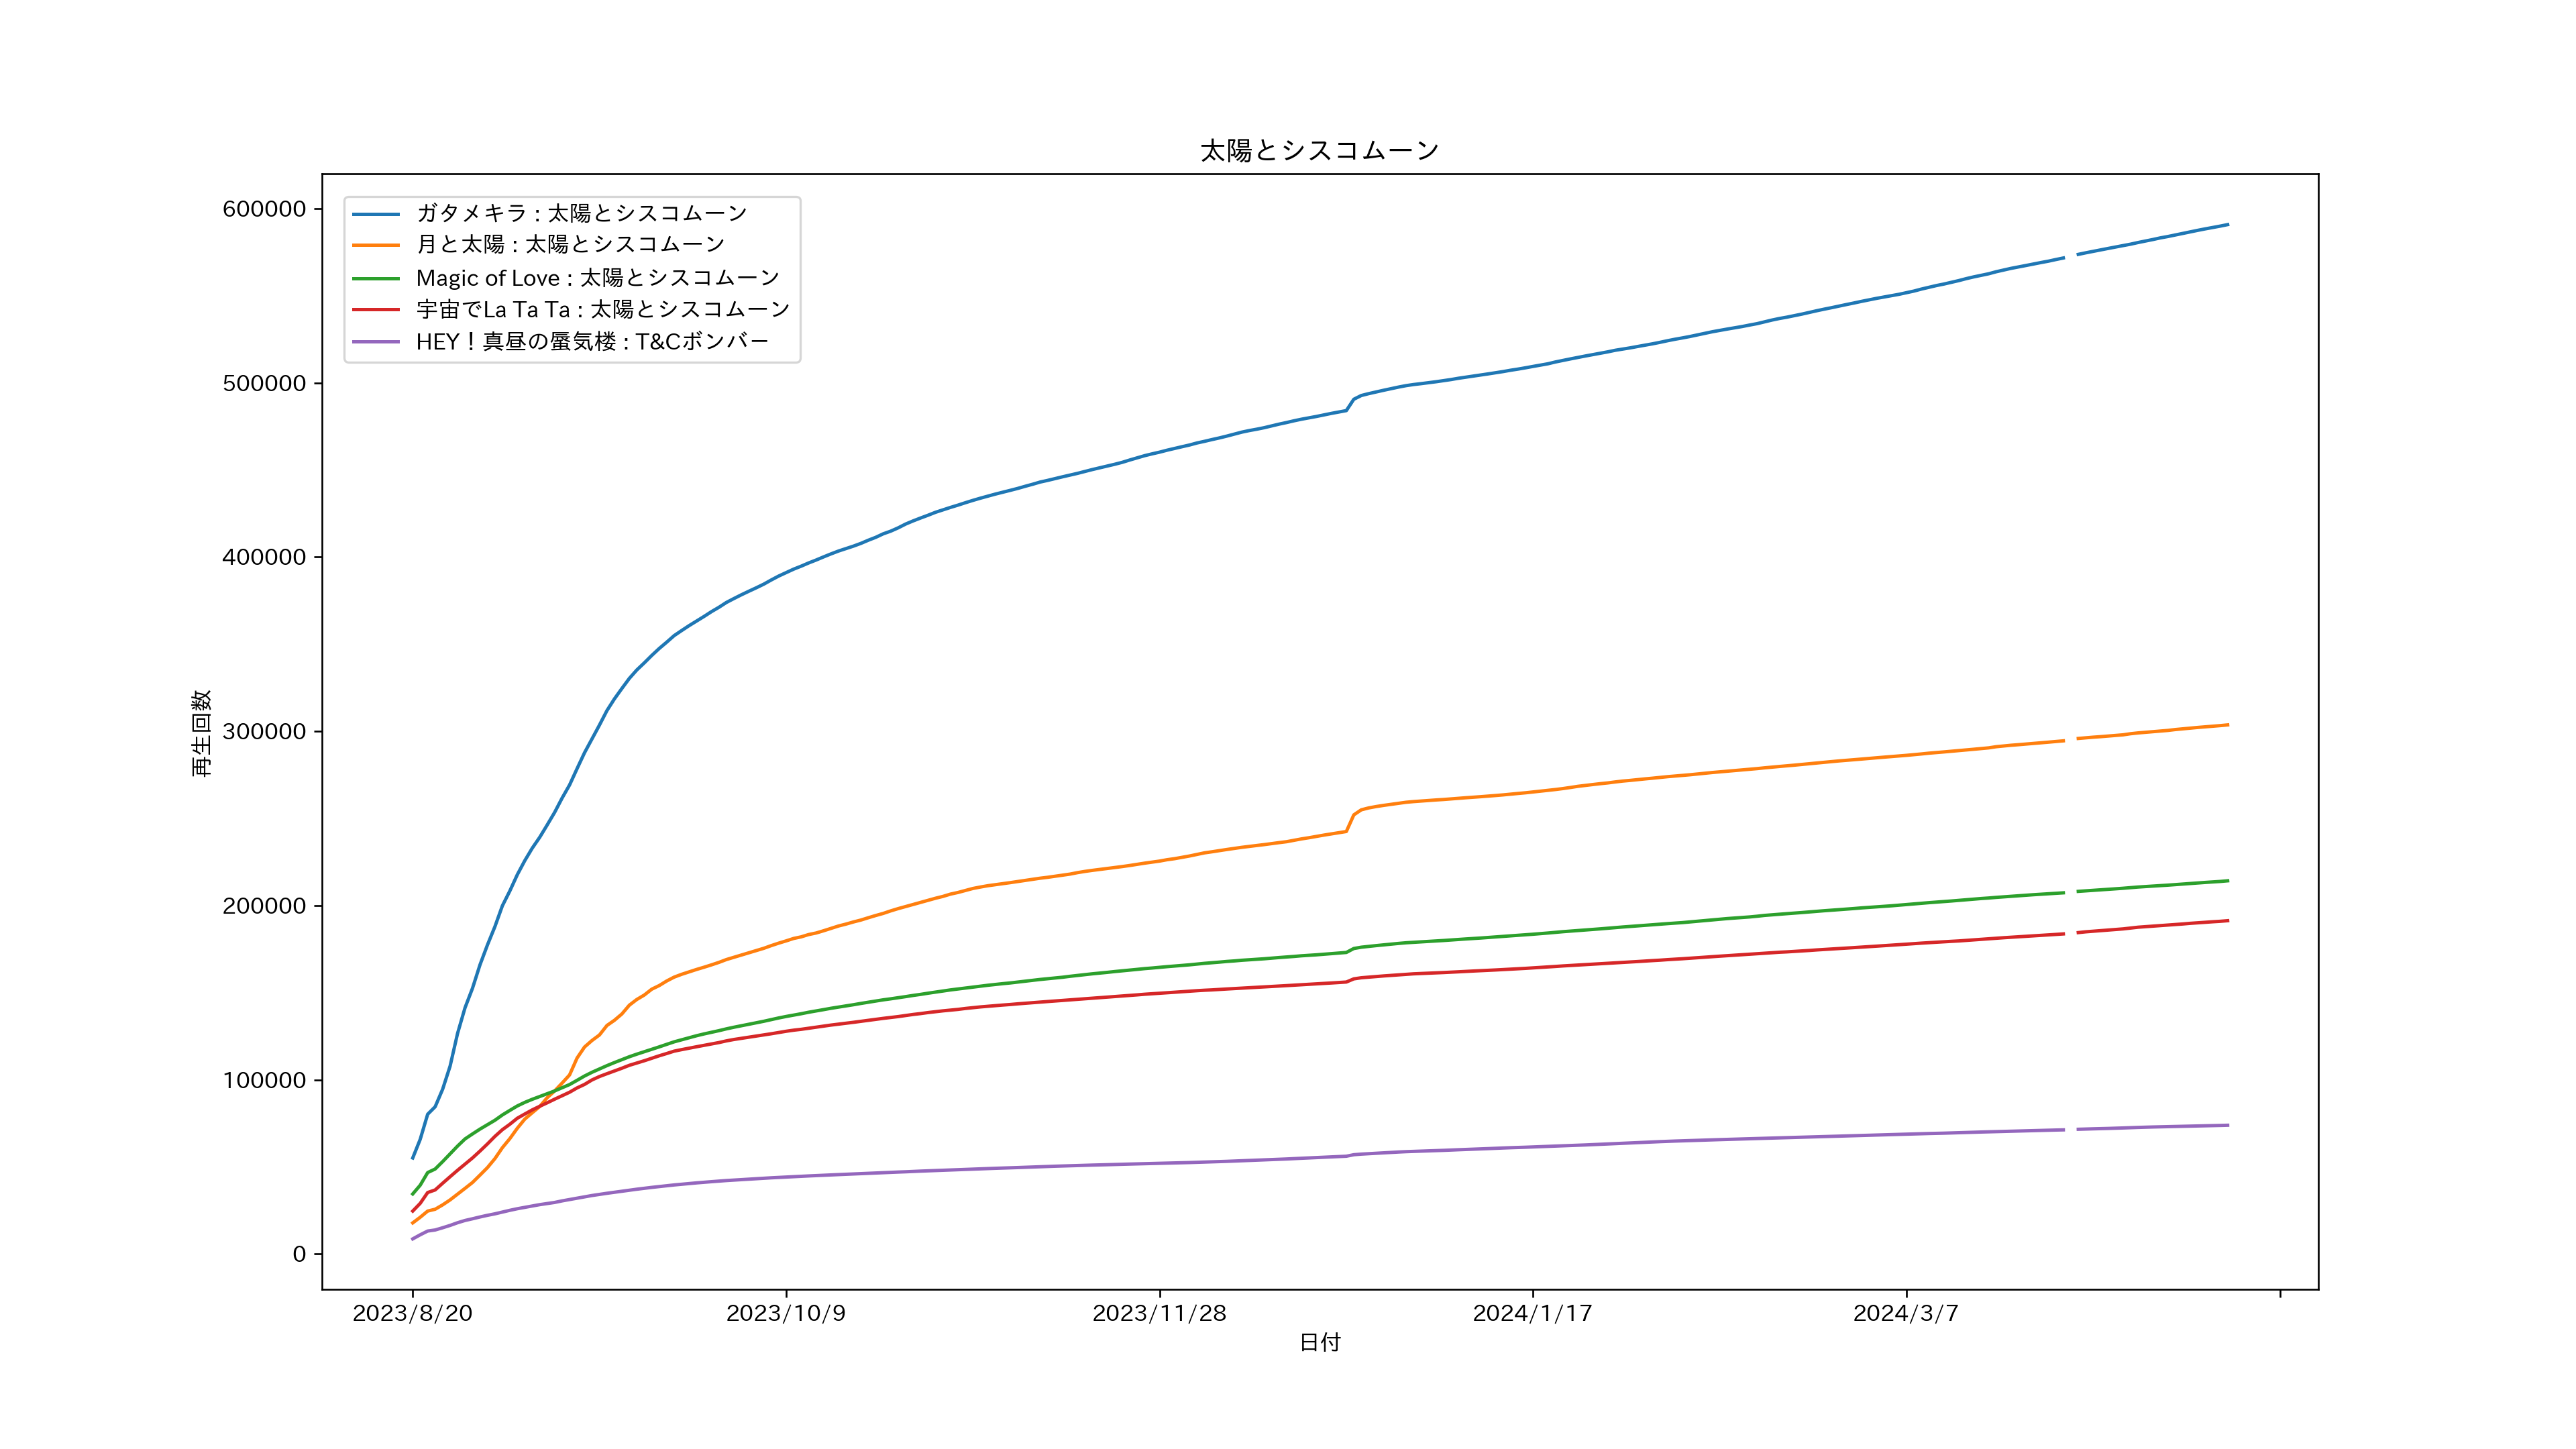 太陽とシスコムーン
600000
500000
400000
300000
200000
100000
0
再生回数
ガタメキラ : 太陽とシスコムーン
月と太陽 : 太陽とシスコムーン
Magic of Love : 太陽とシスコムーン
宇宙でLa Ta Ta : 太陽とシスコムーン
HEY！真昼の蜃気楼 : T&Cボンバー
2023/8/20
2023/10/9
2023/11/28
2024/1/17
2024/3/7
日付